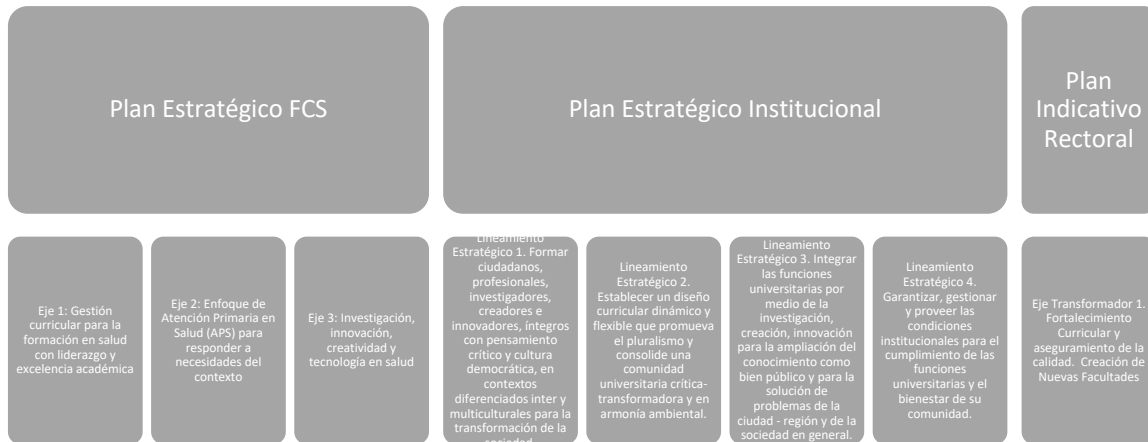 Plan Estratégico FCS
Plan Estratégico Institucional
Plan
Indicativo
Rectoral
Eje 1: Gestión
curricular para la
formación en salud
con liderazgo y
excelencia académica
Eje 2: Enfoque de
Atención Primaria en
Salud (APS) para
responder a
necesidades del
contexto
Eje 3: Investigación,
innovación,
creatividad y
tecnología en salud
Lineamiento
Estratégico 1. Formar
ciudadanos,
profesionales,
investigadores,
creadores e
innovadores, íntegros
con pensamiento
crítico y cultura
democrática, en
contextos
diferenciados inter y
multiculturales para la
transformación de la
sociedad
Lineamiento
Estratégico 2.
Establecer un diseño
curricular dinámico y
flexible que promueva
el pluralismo y
consolide una
comunidad
universitaria crítica-
transformadora y en
armonía ambiental.
Lineamiento
Estratégico 3. Integrar
las funciones
universitarias por
medio de la
investigación,
creación, innovación
para la ampliación del
conocimiento como
bien público y para la
solución de
problemas de la
ciudad - región y de la
sociedad en general.
Lineamiento
Estratégico 4.
Garantizar, gestionar
y proveer las
condiciones
institucionales para el
cumplimiento de las
funciones
universitarias y el
bienestar de su
comunidad.
Eje Transformador 1.
Fortalecimiento
Curricular y
aseguramiento de la
calidad. Creación de
Nuevas Facultades